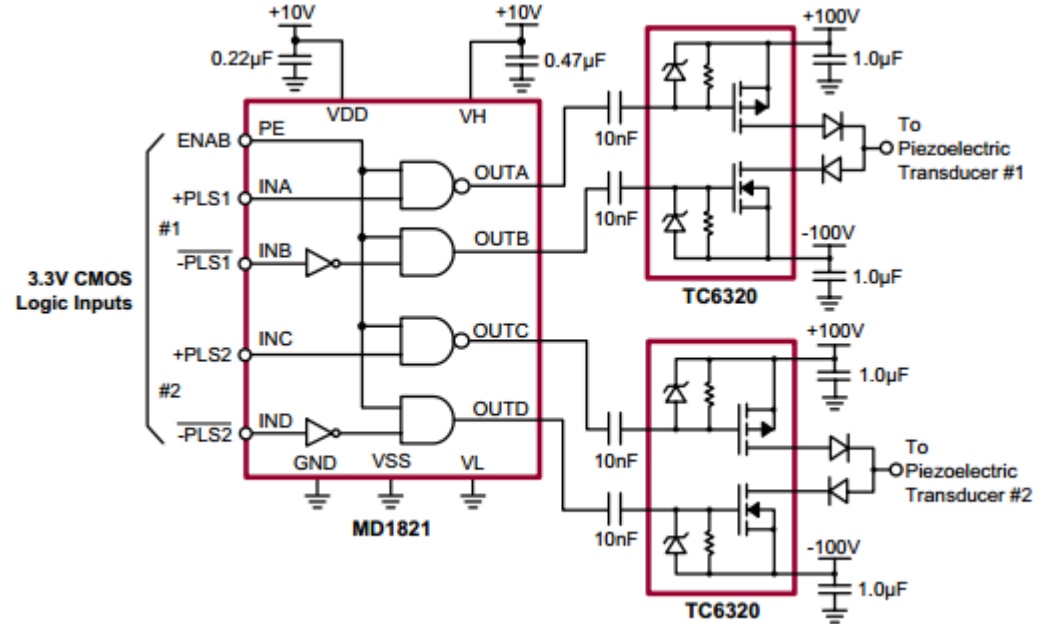 +10V
+10V
0.22µF
0.47µF
VDD
VH
ENAB
PE
+PLS1
INA
OUTA
#1
-PLS1
INB
OUTB
3.3V CMOS
Logic Inputs
+PLS2
INC
OUTC
#2
-PLS2
IND
OUTD
GND
VSS
VL
MD1821
10nF
10nF
10nF
10nF
+100V
1.0µF
To
Piezoelectric
Transducer #1
-100V
1.0µF
TC6320
+100V
1.0µF
To
Piezoelectric
Transducer #2
-100V
1.0µF
TC6320